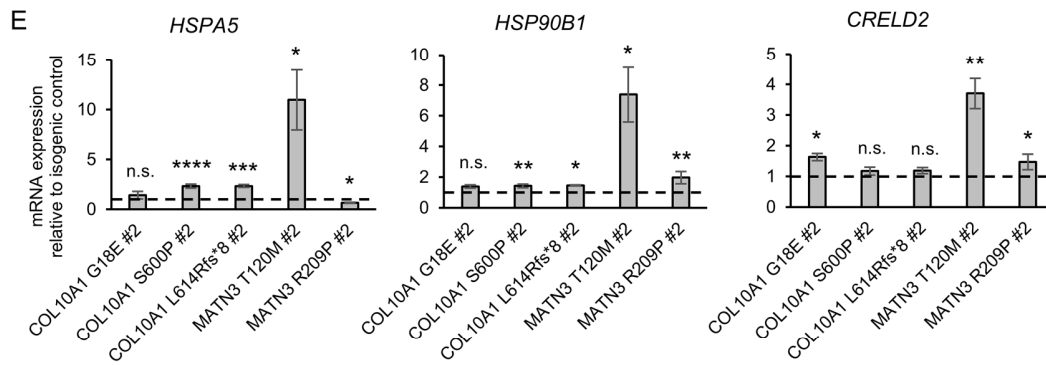 E
HSPA5
HSP90B1
CRELD2
mRNA expression
relative to isogenic control
15
10
5
0
n.s.
****
***
*
*
COL10A1 G18E #2
COL10A1 S600P #2
COL10A1 L614Rfs*8 #2
MATN3 T120M #2
MATN3 R209P #2
10
8
6
4
2
0
n.s.
**
*
*
**
COL10A1 G18E #2
COL10A1 S600P #2
COL10A1 L614Rfs*8 #2
MATN3 T120M #2
MATN3 R209P #2
5
4
3
2
1
0
*
n.s.
n.s.
**
*
COL10A1 G18E #2
COL10A1 S600P #2
COL10A1 L614Rfs*8 #2
MATN3 T120M #2
MATN3 R209P #2